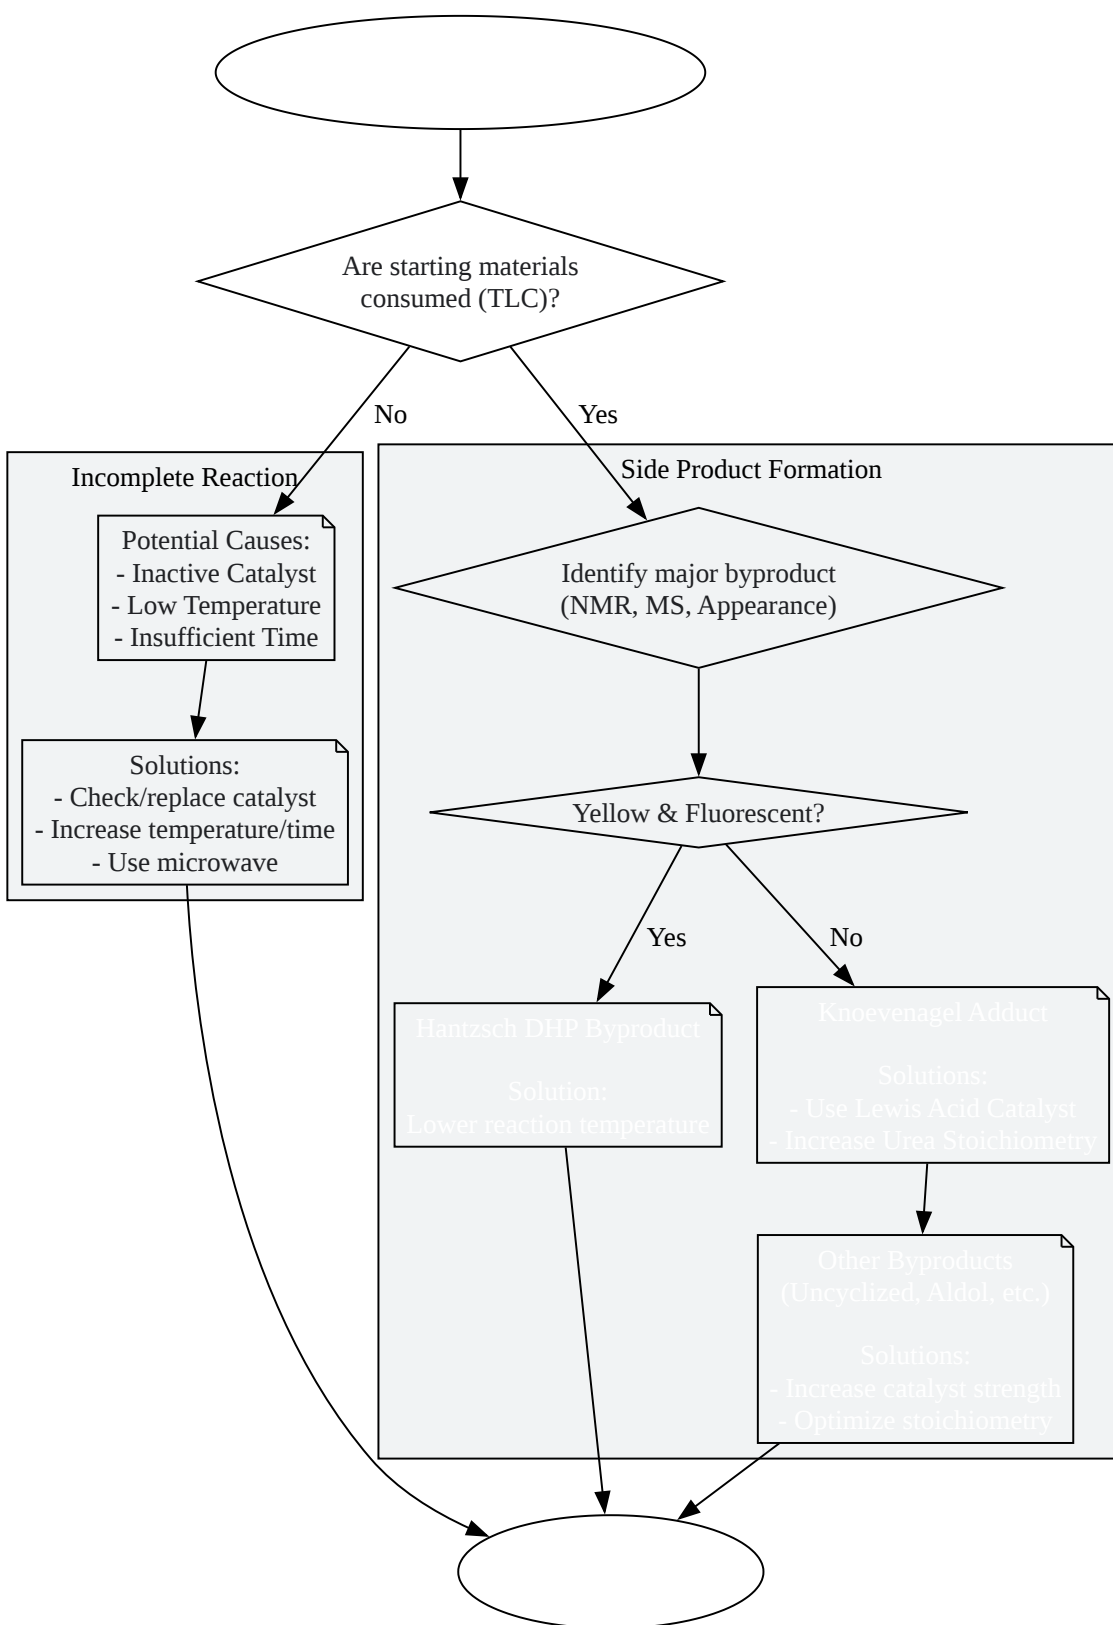 Are starting materials
consumed (TLC)?
No
Yes
Incomplete Reaction
Potential Causes:
- Inactive Catalyst
- Low Temperature
- Insufficient Time
Solutions:
- Check/replace catalyst
- Increase temperature/time
- Use microwave
Side Product Formation
Identify major byproduct
(NMR, MS, Appearance)
Yellow & Fluorescent?
Yes
No
Hantzsch DHP Byproduct
Solution:
Lower reaction temperature
Knoevenagel Adduct
Solutions:
- Use Lewis Acid Catalyst
- Increase Urea Stoichiometry
Other Byproducts
(Uncyclized, Aldol, etc.)
Solutions:
- Increase catalyst strength
- Optimize stoichiometry